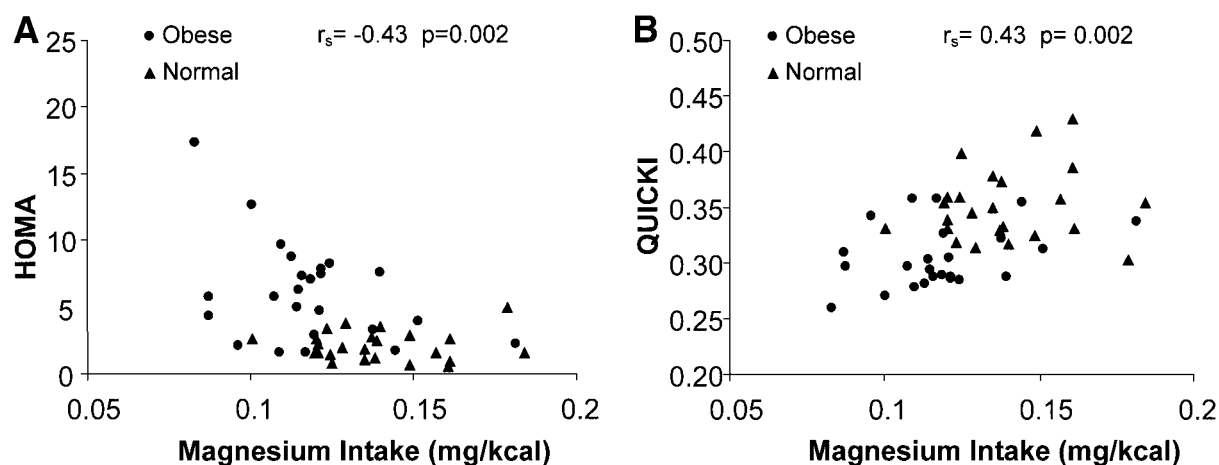 A
Obese
Normal
rs= -0.43 p=0.002
25
20
15
10
5
0
HOMA
0.05
0.1
0.15
0.2
Magnesium Intake (mg/kcal)
B
Obese
Normal
rs= 0.43 p= 0.002
0.50
0.45
0.40
0.35
0.30
0.25
0.20
QUICKI
0.05
0.1
0.15
0.2
Magnesium Intake (mg/kcal)